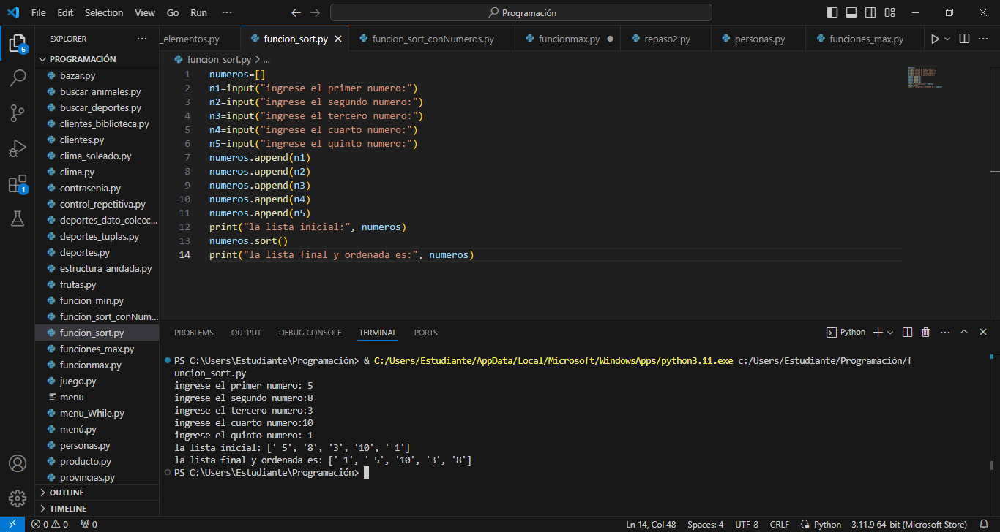 File Edit Selection View Go Run ··· Programación
EXPLORER ···
PROGRAMACIÓN
bazar.py
buscar_animales.py
buscar_deportes.py
clientes_biblioteca.py
clientes.py
clima_soleado.py
clima.py
contrasenia.py
control_repetitiva.py
deportes_dato_colecc...
deportes_tuplas.py
deportes.py
estructura_anidada.py
frutas.py
funcion_min.py
funcion_sort_conNum...
funcion_sort.py
funciones_max.py
funcionmax.py
juego.py
menu
menu_While.py
menú.py
personas.py
producto.py
provincias.py
OUTLINE
TIMELINE
6
1
_elementos.py funcion_sort.py funcion_sort_conNumeros.py funcionmax.py repaso2.py personas.py funciones_max.py
funcion_sort.py > ...
1 numeros=[]
2 n1=input("ingrese el primer numero:")
3 n2=input("ingrese el segundo numero:")
4 n3=input("ingrese el tercero numero:")
5 n4=input("ingrese el cuarto numero:")
6 n5=input("ingrese el quinto numero:")
7 numeros.append(n1)
8 numeros.append(n2)
9 numeros.append(n3)
10 numeros.append(n4)
11 numeros.append(n5)
12 print("la lista inicial:", numeros)
13 numeros.sort()
14 print("la lista final y ordenada es:", numeros)
PROBLEMS OUTPUT DEBUG CONSOLE TERMINAL PORTS Python
PS C:\Users\Estudiante\Programación> & C:/Users/Estudiante/AppData/Local/Microsoft/WindowsApps/python3.11.exe c:/Users/Estudiante/Programación/f
uncion_sort.py
ingrese el primer numero: 5
ingrese el segundo numero:8
ingrese el tercero numero:3
ingrese el cuarto numero:10
ingrese el quinto numero: 1
la lista inicial: [' 5', '8', '3', '10', ' 1']
la lista final y ordenada es: [' 1', ' 5', '10', '3', '8']
PS C:\Users\Estudiante\Programación>
0 0 0 Ln 14, Col 48 Spaces: 4 UTF-8 CRLF Python 3.11.9 64-bit (Microsoft Store)